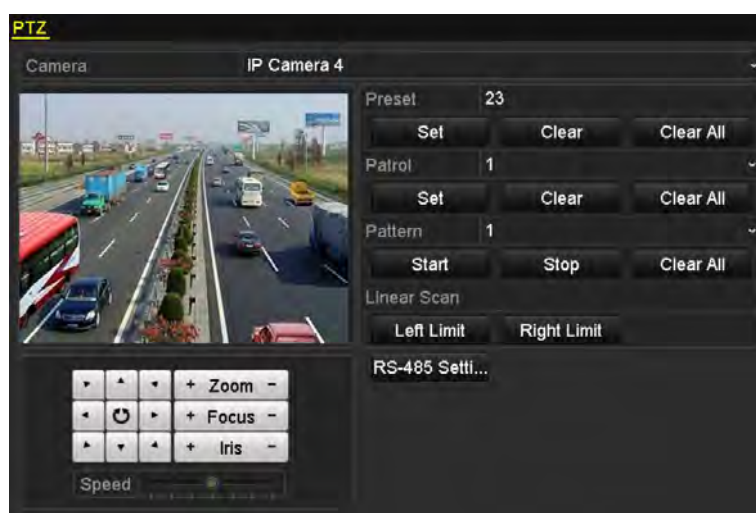 PTZ
Camera IP Camera 4
Preset 23
Set Clear Clear All
Patrol 1
Set Clear Clear All
Pattern 1
Start Stop Clear All
Linear Scan
Left Limit Right Limit
RS-485 Setti...
+ Zoom -
+ Focus -
+ Iris -
Speed